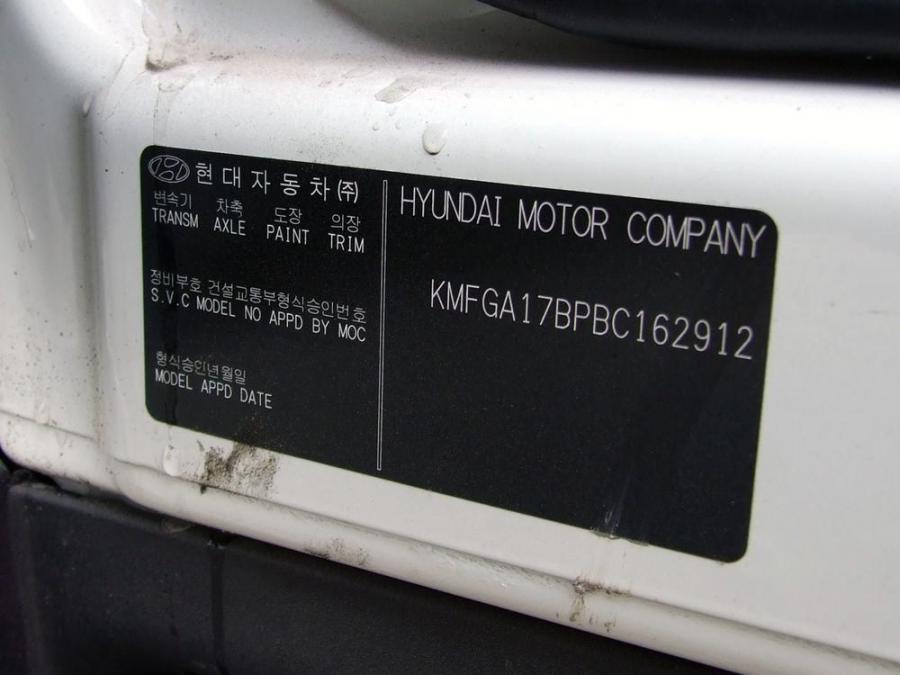 현대자동차㈜
변속기 차축 도장 의장
TRANSM AXLE PAINT TRIM
정비부호 건설교통부형식승인번호
S.V.C MODEL NO APPD BY MOC
형식승인년월일
MODEL APPD DATE
HYUNDAI MOTOR COMPANY
KMFGA17BPBC162912